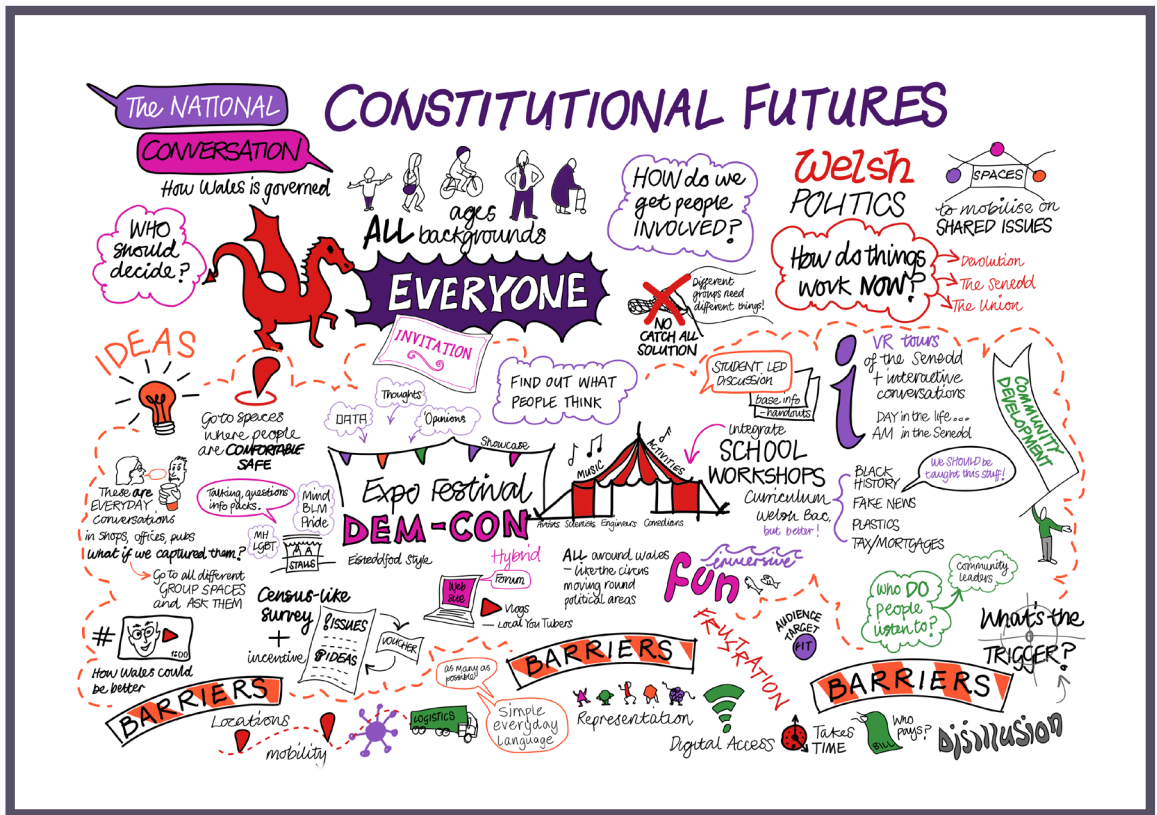 The NATIONAL
CONVERSATION
How Wales is governed
CONSTITUTIONAL FUTURES
WHO
should
decide?
ALL ages
backgrounds
EVERYONE
HOW do we
get people
INVOLVED?
Welsh
POLITICS
SPACES
to mobilise on
SHARED ISSUES
How do things
work NOW?
Devolution
The Senedd
The Union
NO
CATCH ALL
SOLUTION
Different
groups need
different things!
IDEAS
Go to spaces
where people
are COMFORTABLE
SAFE
INVITATION
Thoughts
DATA
Opinions
FIND OUT WHAT
PEOPLE THINK
STUDENT LED
DISCUSSION
base info
- handouts
i
VR tours
of the Senedd
+ interactive
conversations
DAY in the life...
AM in the Senedd
COMMUNITY
DEVELOPMENT
These are
EVERYDAY
conversations
in shops, offices, pubs
what if we captured them?
Go to all different
GROUP SPACES
and ASK THEM
Talking, questions
info packs.
Mind
BLM
Pride
MH
LGBT
STALLS
Showcase
Expo Festival
DEM-CON
Eisteddfod Style
MUSIC
ACTIVITIES
Artists Scientists Engineers Comedians
integrate
SCHOOL
WORKSHOPS
Curriculum
Welsh Bac,
but better!
BLACK
HISTORY
FAKE NEWS
PLASTICS
TAX/MORTGAGES
We SHOULD be
taught this stuff!
Hybrid
Forum
Web
site
Vlogs
- Local YouTubers
ALL around Wales
- like the circus
moving round
political areas
immersive
fun
Who DO
people
listen to?
community
leaders
What's the
TRIGGER?
Census-like
survey
+
incentive
!ISSUES
?IDEAS
VOUCHER
#
1:00
How Wales could
be better
FRUSTRATION
AUDIENCE
TARGET
FIT
BARRIERS
Locations
mobility
LOGISTICS
as many as
possible!
Simple
everyday
language
BARRIERS
Representation
Digital Access
BARRIERS
Takes
TIME
BILL
Who
pays?
Disillusion